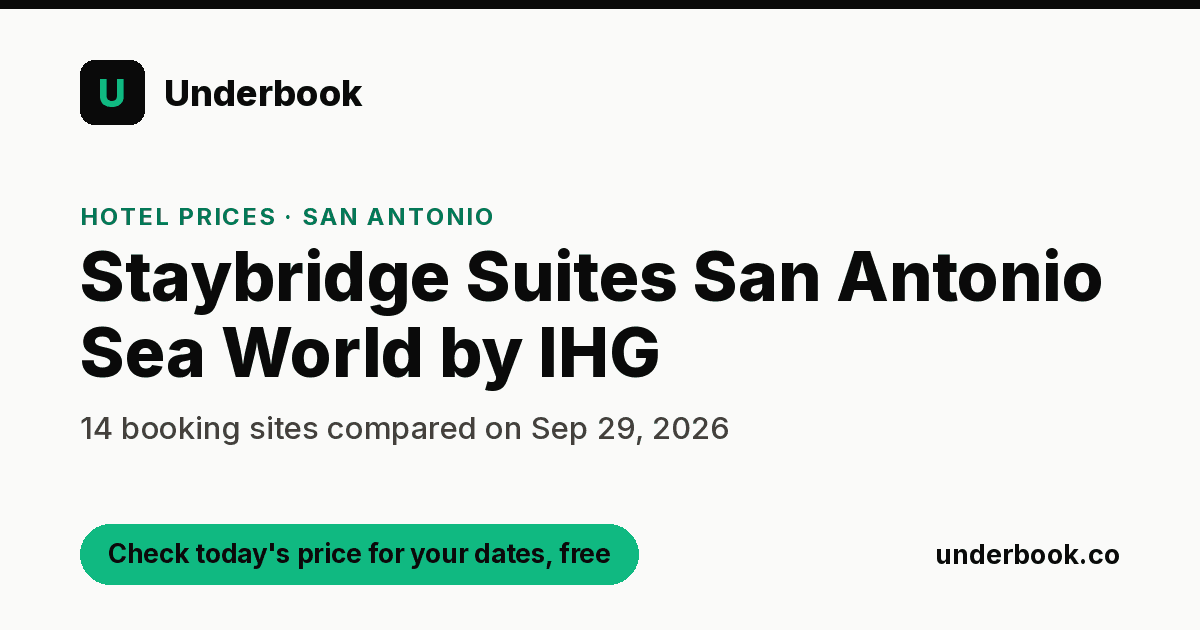 U Underbook
HOTEL PRICES · SAN ANTONIO
Staybridge Suites San Antonio
Sea World by IHG
14 booking sites compared on Sep 29, 2026
Check today's price for your dates, free
underbook.co